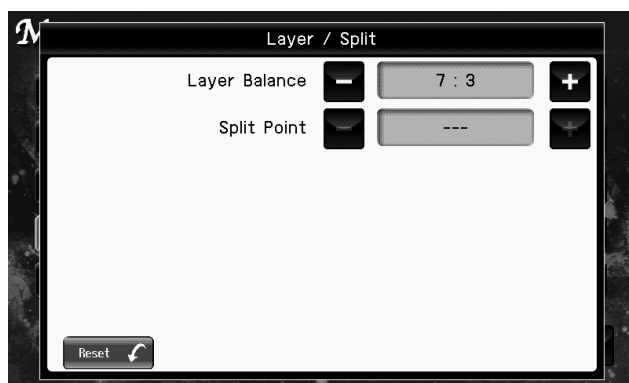 Layer / Split
Layer Balance − 7 : 3 +
Split Point − --- +
Reset